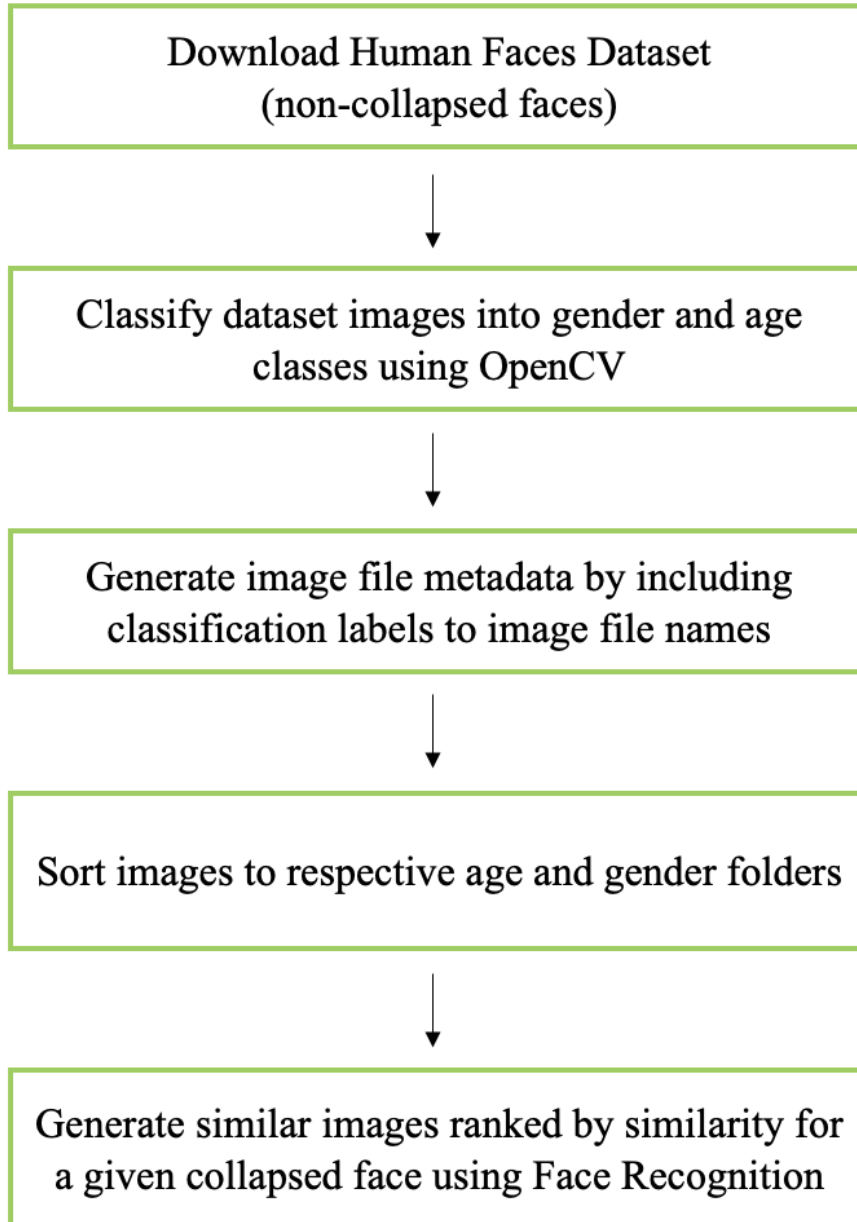 Download Human Faces Dataset
(non-collapsed faces)
Classify dataset images into gender and age
classes using OpenCV
Generate image file metadata by including
classification labels to image file names
Sort images to respective age and gender folders
Generate similar images ranked by similarity for
a given collapsed face using Face Recognition